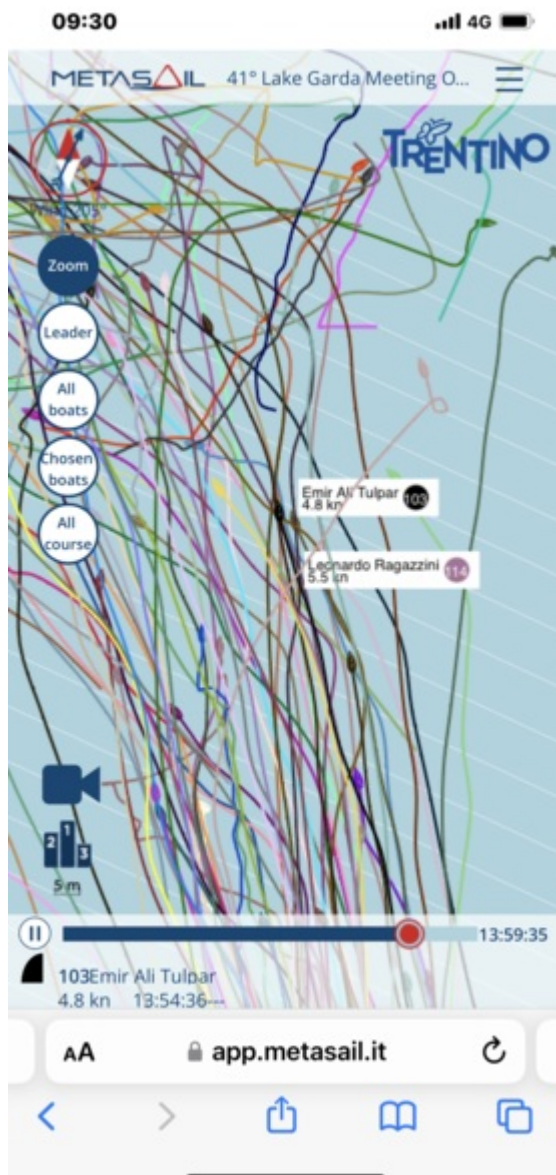 09:30
4G
METASAIL
41° Lake Garda Meeting O...
TRENTINO
Zoom
Leader
All
boats
Chosen
boats
All
course
Emir Ali Tulpar
4.8 kn
103
Leonardo Ragazzini
5.5 kn
114
2 1 3
5 m
13:59:35
103Emir Ali Tulpar
4.8 kn 13:54:36---
AA
app.metasail.it